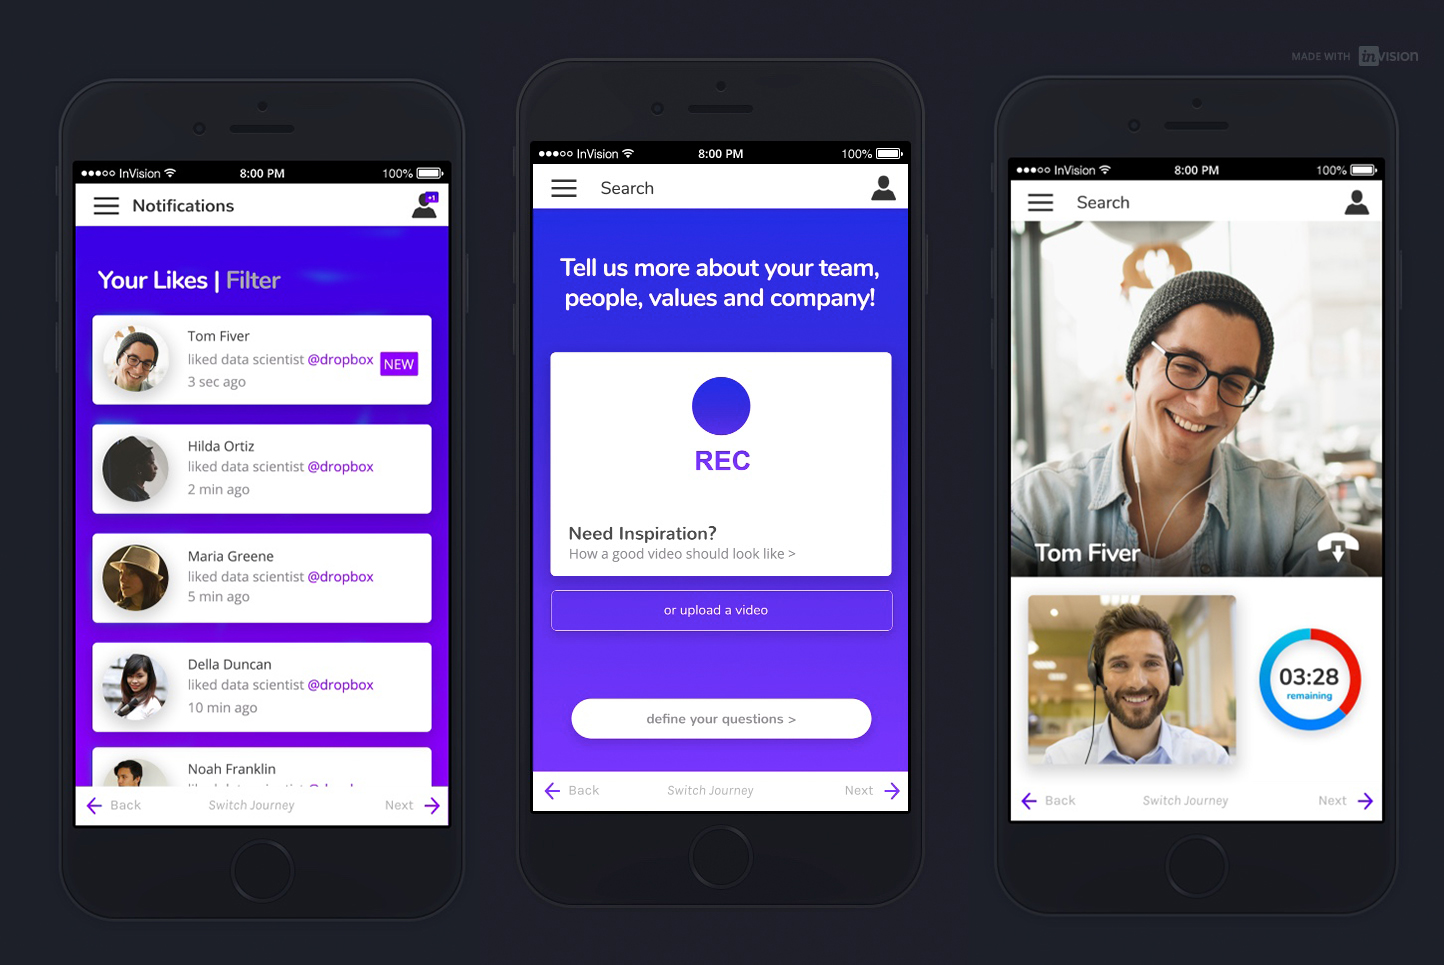 MADE WITH inVISION
InVision
8:00 PM
100%
Notifications
+1
Your Likes | Filter
Tom Fiver
liked data scientist @dropbox
NEW
3 sec ago
Hilda Ortiz
liked data scientist @dropbox
2 min ago
Maria Greene
liked data scientist @dropbox
5 min ago
Della Duncan
liked data scientist @dropbox
10 min ago
Noah Franklin
liked data scientist @dropbox
Back
Switch Journey
Next
InVision
8:00 PM
100%
Search
Tell us more about your team,
people, values and company!
REC
Need Inspiration?
How a good video should look like >
or upload a video
define your questions >
Back
Switch Journey
Next
InVision
8:00 PM
100%
Search
Tom Fiver
03:28
remaining
Back
Switch Journey
Next